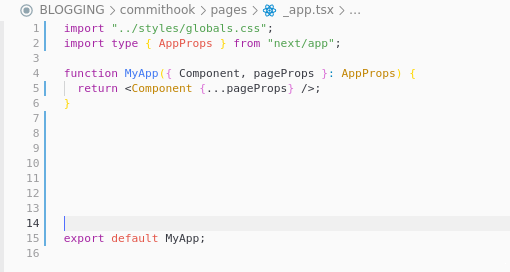 BLOGGING > commithook > pages > _app.tsx > ...
1 import "../styles/globals.css";
2 import type { AppProps } from "next/app";
3
4 function MyApp({ Component, pageProps }: AppProps) {
5   return <Component {...pageProps} />;
6 }
7
8
9
10
11
12
13
14
15 export default MyApp;
16